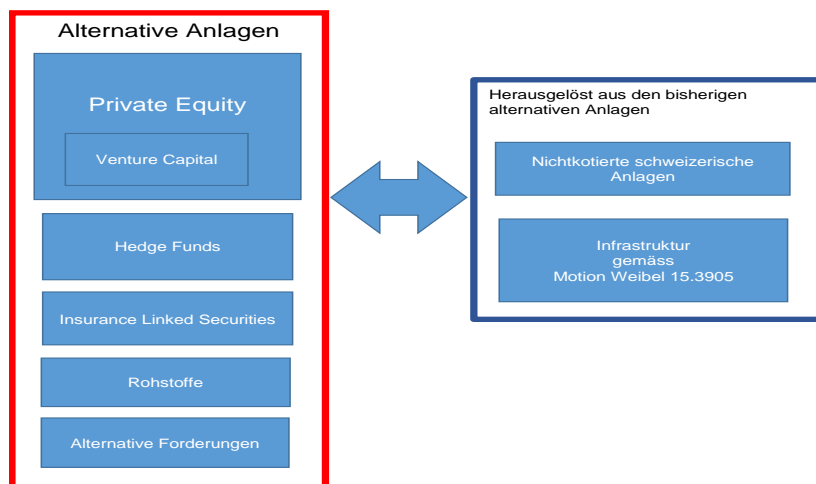 Alternative Anlagen
Private Equity
Venture Capital
Hedge Funds
Insurance Linked Securities
Rohstoffe
Alternative Forderungen
Herausgelöst aus den bisherigen
alternativen Anlagen
Nichtkotierte schweizerische
Anlagen
Infrastruktur
gemäss
Motion Weibel 15.3905